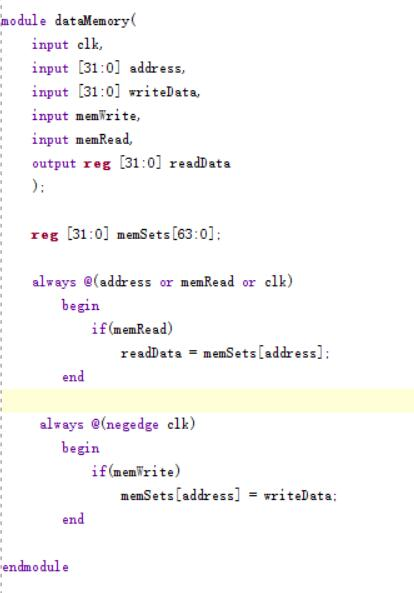 module dataMemory(
input clk,
input [31:0] address,
input [31:0] writeData,
input memWrite,
input memRead,
output reg [31:0] readData
);
reg [31:0] memSets[63:0];
always @(address or memRead or clk)
begin
if(memRead)
readData = memSets[address];
end
always @(negedge clk)
begin
if(memWrite)
memSets[address] = writeData;
end
endmodule